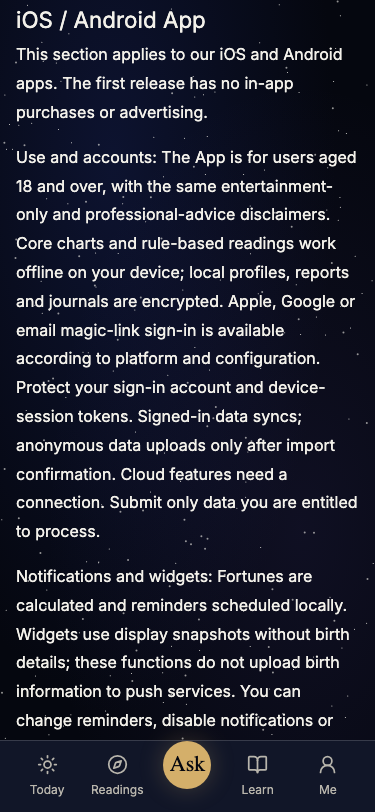 iOS / Android App
This section applies to our iOS and Android
apps. The first release has no in-app
purchases or advertising.
Use and accounts: The App is for users aged
18 and over, with the same entertainment-
only and professional-advice disclaimers.
Core charts and rule-based readings work
offline on your device; local profiles, reports
and journals are encrypted. Apple, Google or
email magic-link sign-in is available
according to platform and configuration.
Protect your sign-in account and device-
session tokens. Signed-in data syncs;
anonymous data uploads only after import
confirmation. Cloud features need a
connection. Submit only data you are entitled
to process.
Notifications and widgets: Fortunes are
calculated and reminders scheduled locally.
Widgets use display snapshots without birth
details; these functions do not upload birth
information to push services. You can
change reminders, disable notifications or
Today
Readings
Ask
Learn
Me